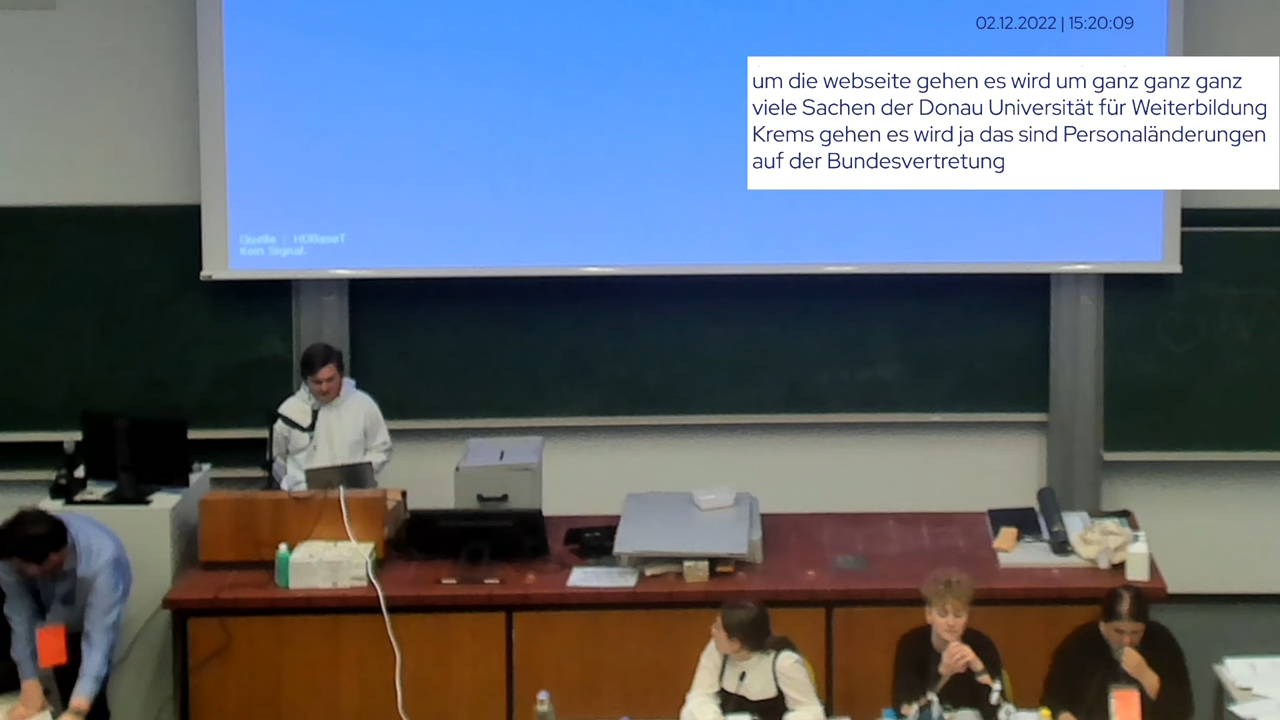 02.12.2022 | 15:20:09
um die webseite gehen es wird um ganz ganz ganz
viele Sachen der Donau Universität für Weiterbildung
Krems gehen es wird ja das sind Personaländerungen
auf der Bundesvertretung
Quelle : HDBaseT
Kein Signal.